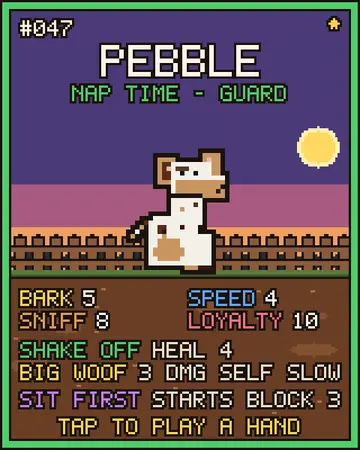 #047
PEBBLE
NAP TIME - GUARD
BARK 5 SPEED 4
SNIFF 8 LOYALTY 10
SHAKE OFF HEAL 4
BIG WOOF 3 DMG SELF SLOW
SIT FIRST STARTS BLOCK 3
TAP TO PLAY A HAND